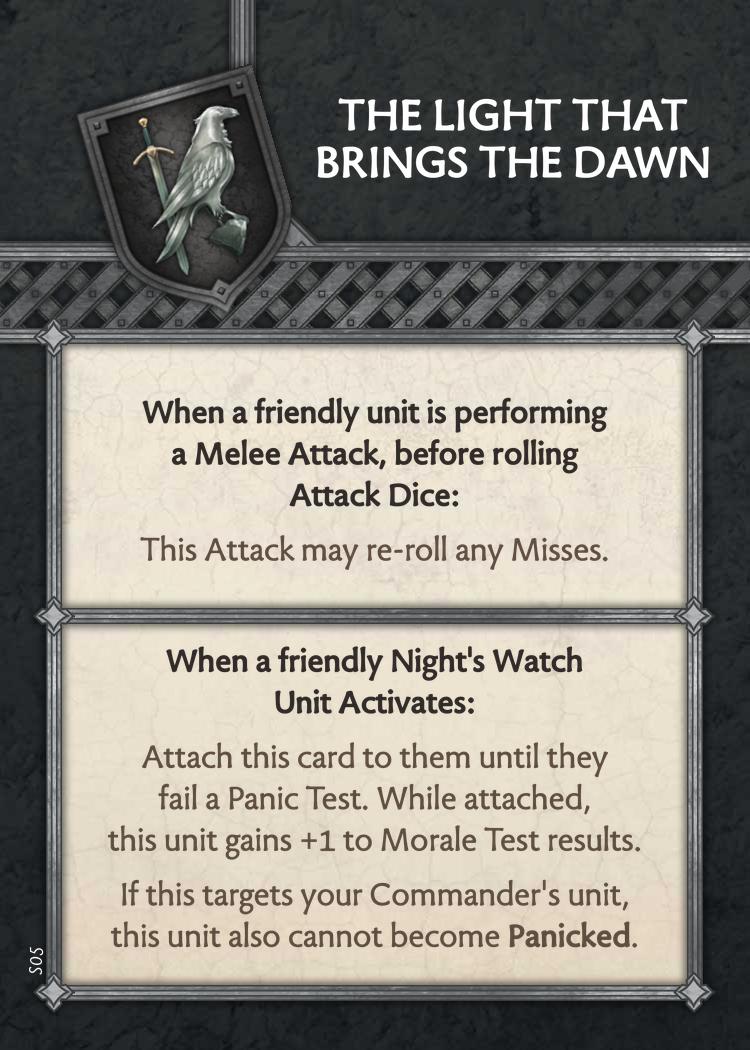 THE LIGHT THAT
BRINGS THE DAWN
When a friendly unit is performing
a Melee Attack, before rolling
Attack Dice:
This Attack may re-roll any Misses.
When a friendly Night's Watch
Unit Activates:
Attach this card to them until they
fail a Panic Test. While attached,
this unit gains +1 to Morale Test results.
If this targets your Commander's unit,
this unit also cannot become Panicked.
S05